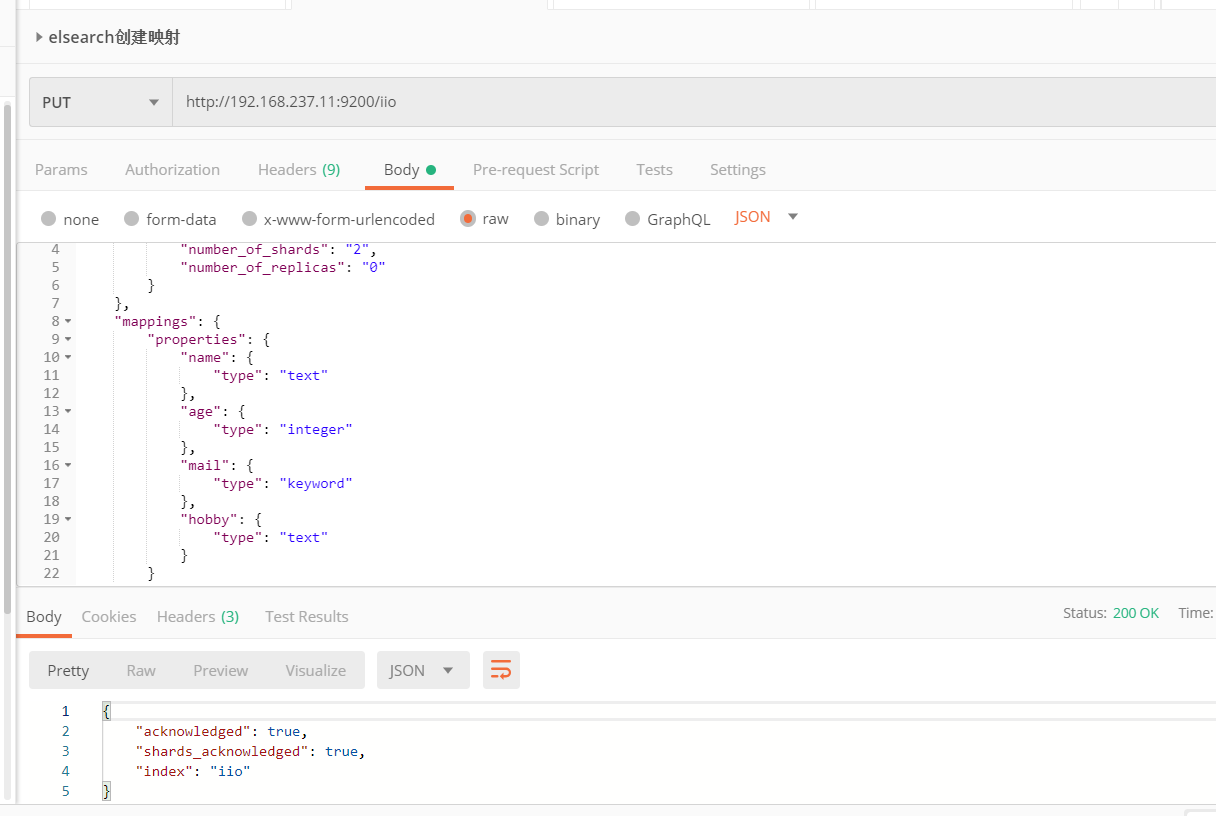 elsearch创建映射
PUT http://192.168.237.11:9200/iio
Params Authorization Headers (9) Body Pre-request Script Tests Settings
none form-data x-www-form-urlencoded raw binary GraphQL JSON
4 "number_of_shards": "2",
5 "number_of_replicas": "0"
6 }
7 },
8 "mappings": {
9 "properties": {
10 "name": {
11 "type": "text"
12 },
13 "age": {
14 "type": "integer"
15 },
16 "mail": {
17 "type": "keyword"
18 },
19 "hobby": {
20 "type": "text"
21 }
22 }
Body Cookies Headers (3) Test Results Status: 200 OK Time:
Pretty Raw Preview Visualize JSON
1 {
2 "acknowledged": true,
3 "shards_acknowledged": true,
4 "index": "iio"
5 }